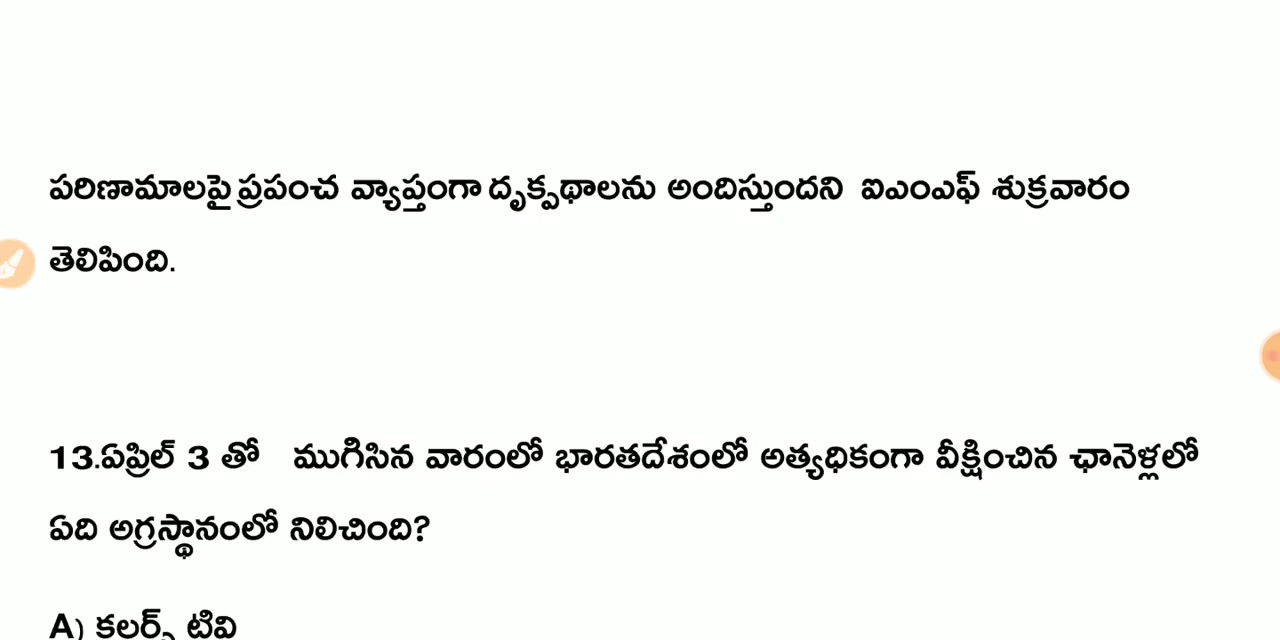 పరిణామాలపై ప్రపంచ వ్యాప్తంగా దృక్పథాలను అందిస్తుందని ఐఎంఎఫ్ శుక్రవారం
తెలిపింది.
13.ఏప్రిల్ 3 తో ముగిసిన వారంలో భారతదేశంలో అత్యధికంగా వీక్షించిన ఛానెళ్లలో
ఏది అగ్రస్థానంలో నిలిచింది?
A) కలర్స్ టివి